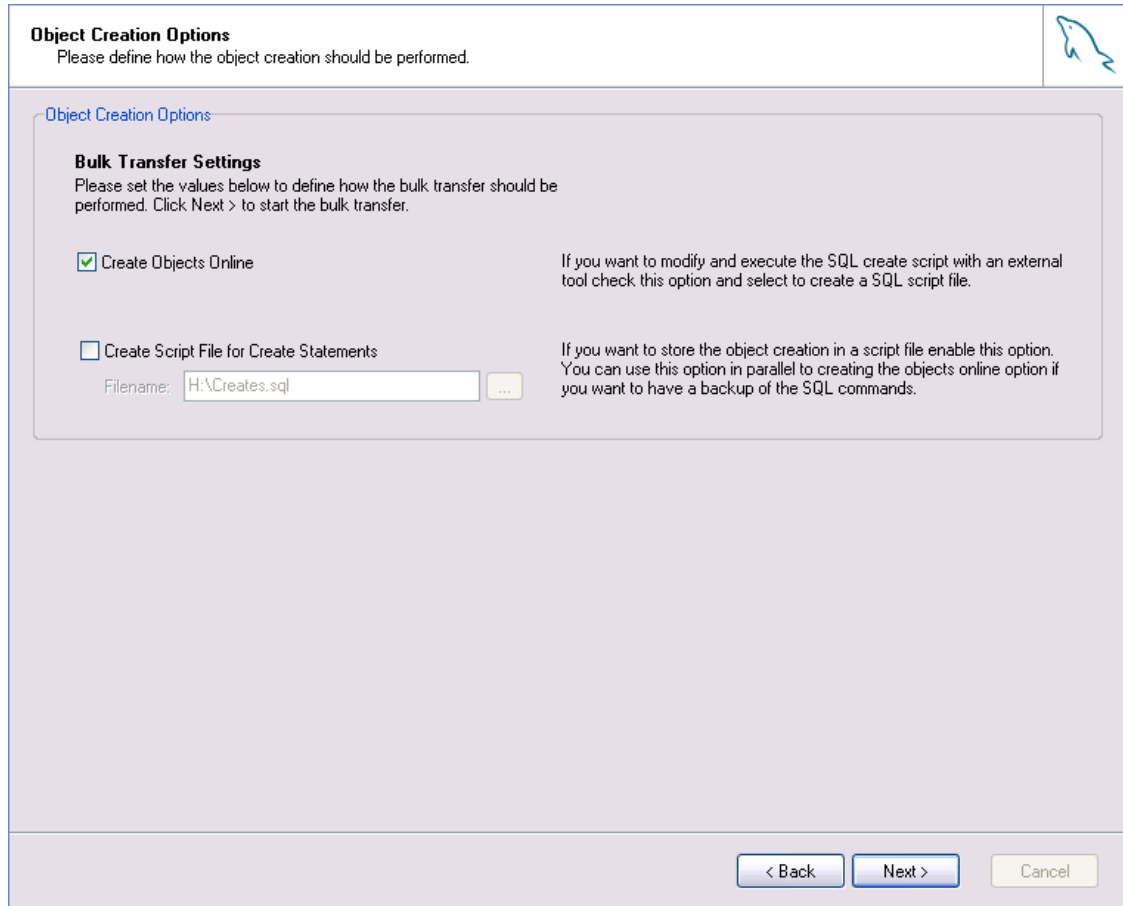 Object Creation Options
Please define how the object creation should be performed.
Object Creation Options
Bulk Transfer Settings
Please set the values below to define how the bulk transfer should be
performed. Click Next > to start the bulk transfer.
Create Objects Online
If you want to modify and execute the SQL create script with an external
tool check this option and select to create a SQL script file.
Create Script File for Create Statements
Filename: H:\Creates.sql ...
If you want to store the object creation in a script file enable this option.
You can use this option in parallel to creating the objects online option if
you want to have a backup of the SQL commands.
< Back Next > Cancel